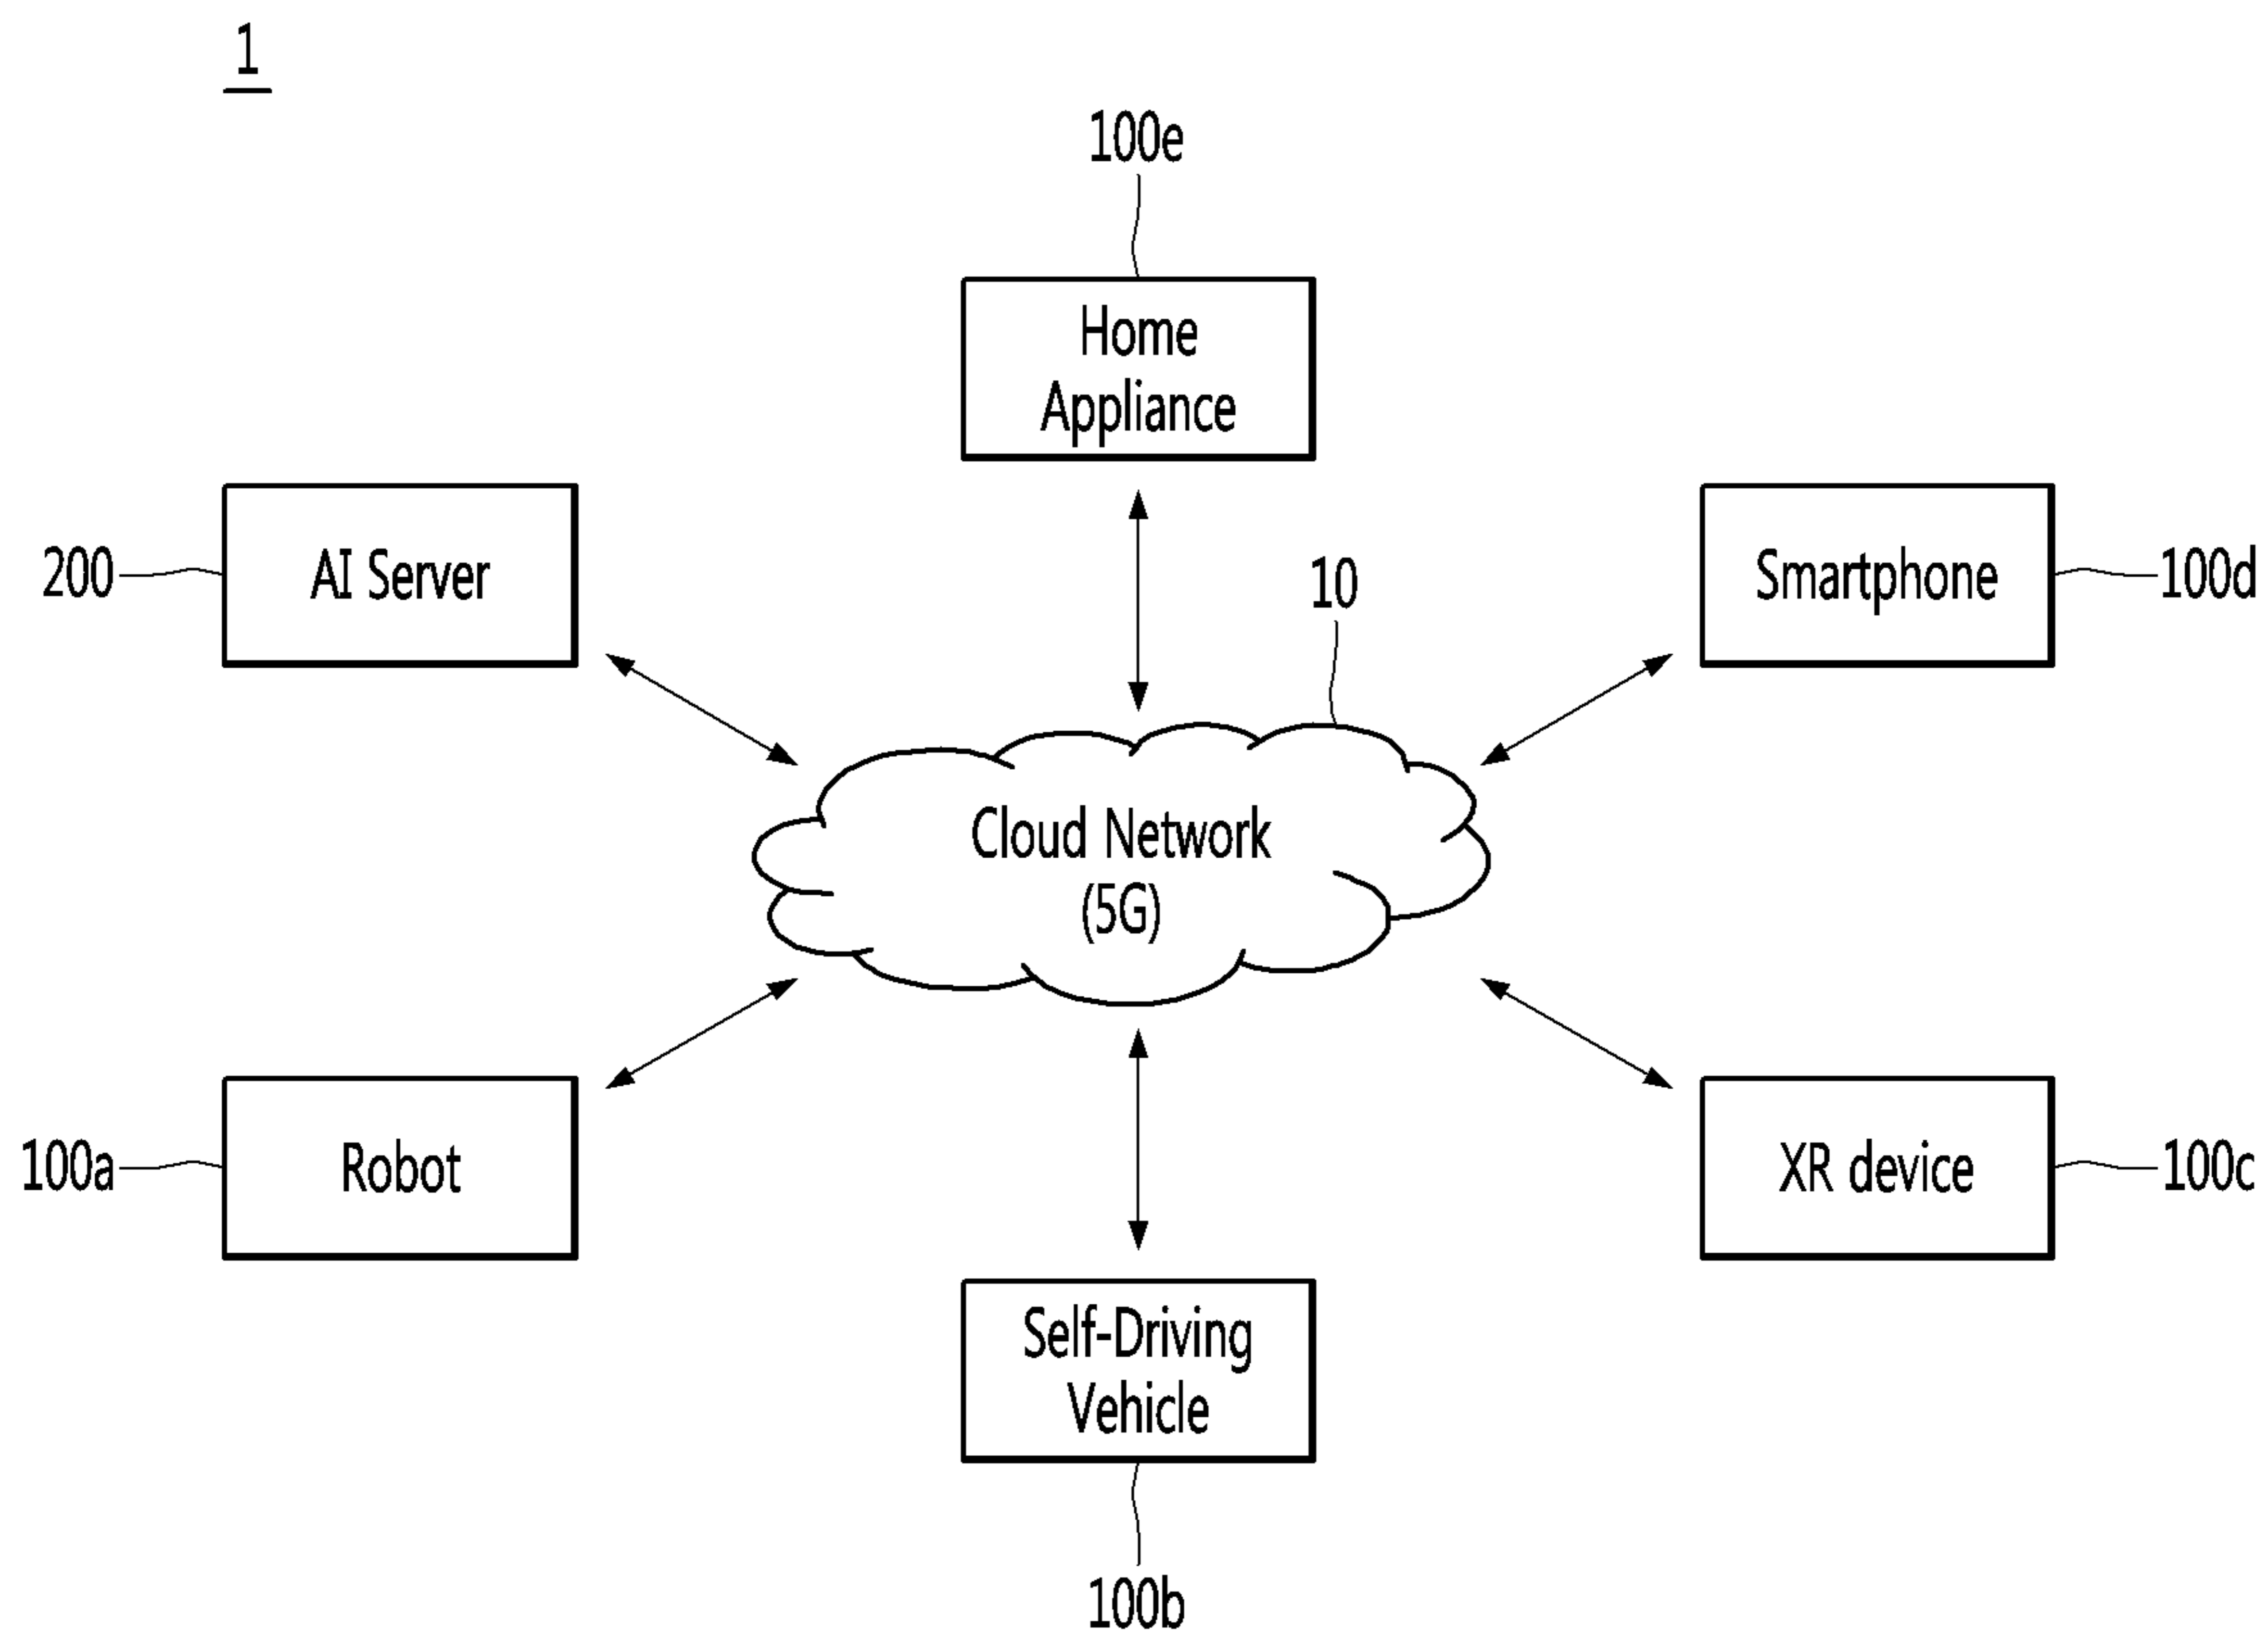 1
100e
Home
Appliance
200
AI Server
10
Smartphone
100d
Cloud Network
(5G)
100a
Robot
XR device
100c
Self-Driving
Vehicle
100b